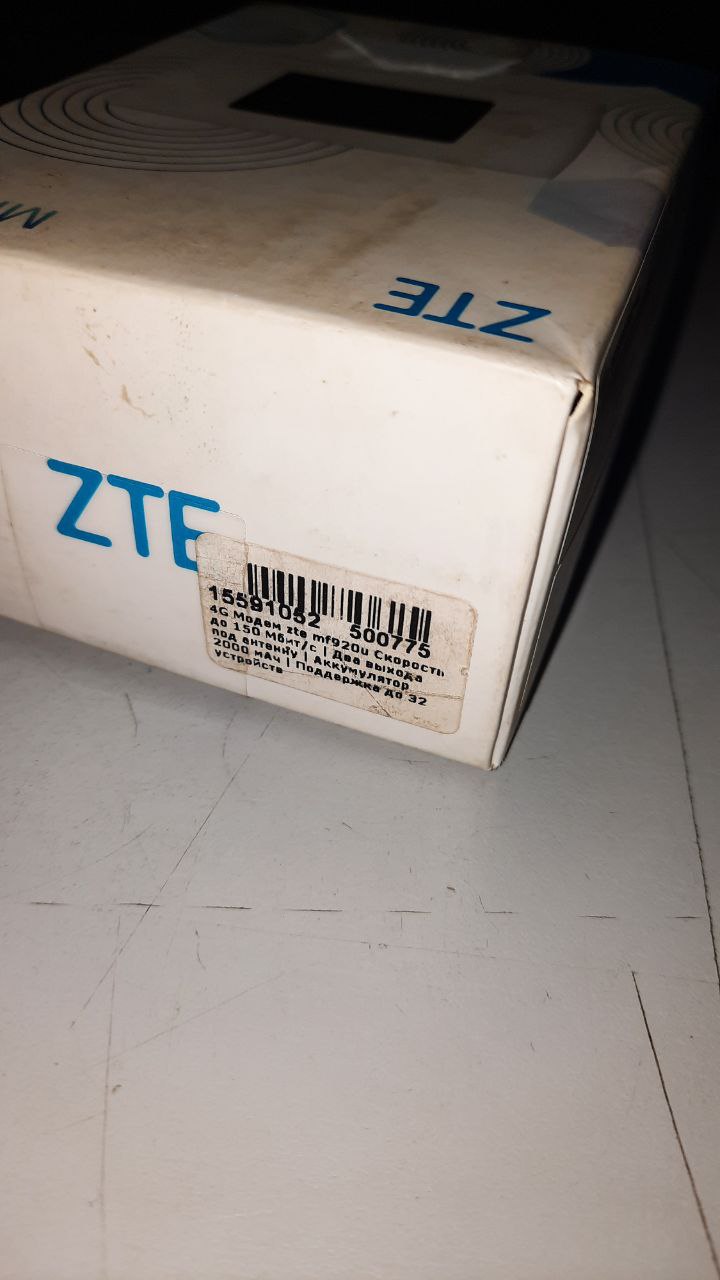 ZTE
ZTE
15591052 500775
4G Модем zte mf920u Скорость
до 150 Мбит/с | Два выхода
под антенну | Аккумулятор
2000 мАч | Поддержка до 32
устройств